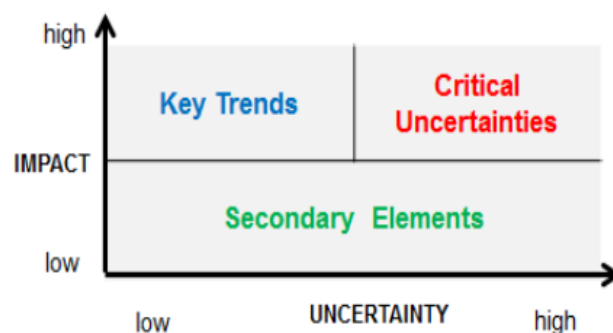 high
Key Trends
Critical
Uncertainties
IMPACT
Secondary Elements
low
low
UNCERTAINTY
high